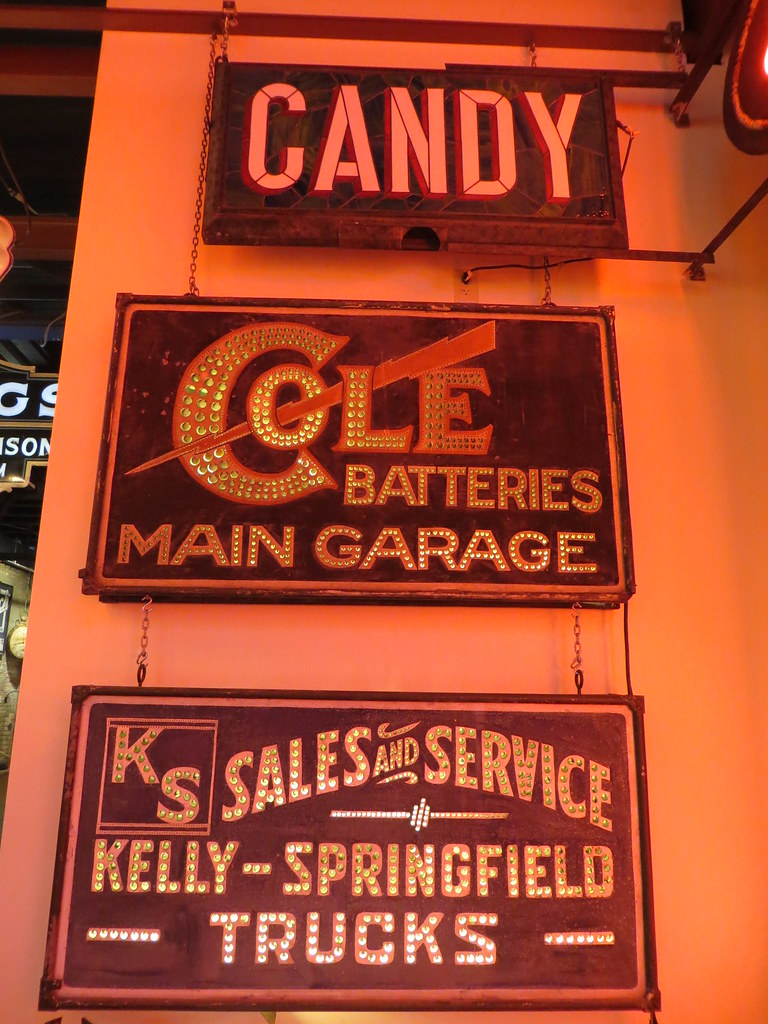 CANDY
COLE
BATTERIES
MAIN GARAGE
KS
SALES AND SERVICE
KELLY-SPRINGFIELD
TRUCKS